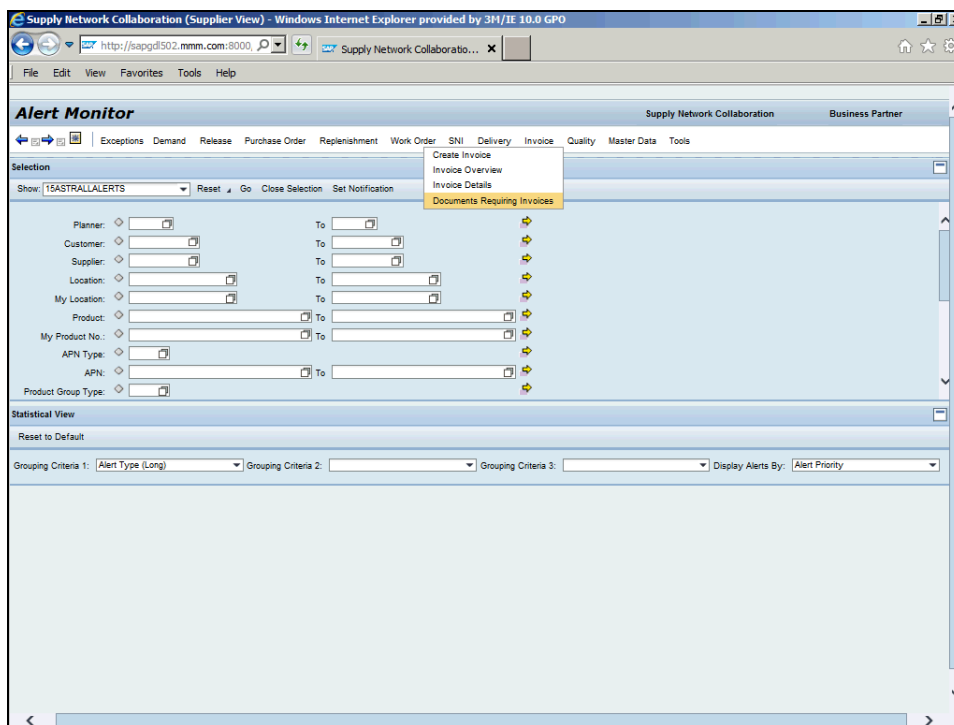 Supply Network Collaboration (Supplier View) - Windows Internet Explorer provided by 3M/IE 10.0 GPO
http://sapgdl502.mmm.com:8000, Supply Network Collaboratio... X
File Edit View Favorites Tools Help
Alert Monitor Supply Network Collaboration Business Partner
Exceptions Demand Release Purchase Order Replenishment Work Order SNI Delivery Invoice Quality Master Data Tools
Create Invoice
Invoice Overview
Invoice Details
Documents Requiring Invoices
Selection
Show: 15ASTRALLALERTS Reset Go Close Selection Set Notification
Planner: To
Customer: To
Supplier: To
Location: To
My Location: To
Product: To
My Product No.: To
APN Type:
APN: To
Product Group Type:
Statistical View
Reset to Default
Grouping Criteria 1: Alert Type (Long) Grouping Criteria 2: Grouping Criteria 3: Display Alerts By: Alert Priority